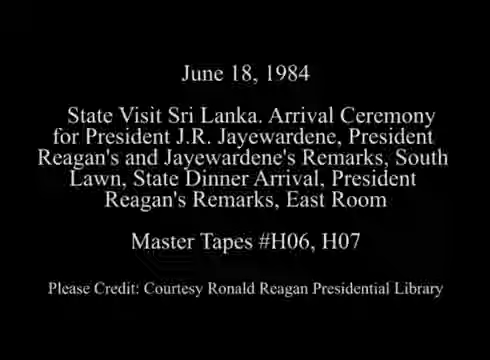 June 18, 1984
State Visit Sri Lanka. Arrival Ceremony
for President J.R. Jayewardene, President
Reagan's and Jayewardene's Remarks, South
Lawn, State Dinner Arrival, President
Reagan's Remarks, East Room
Master Tapes #H06, H07
Please Credit: Courtesy Ronald Reagan Presidential Library